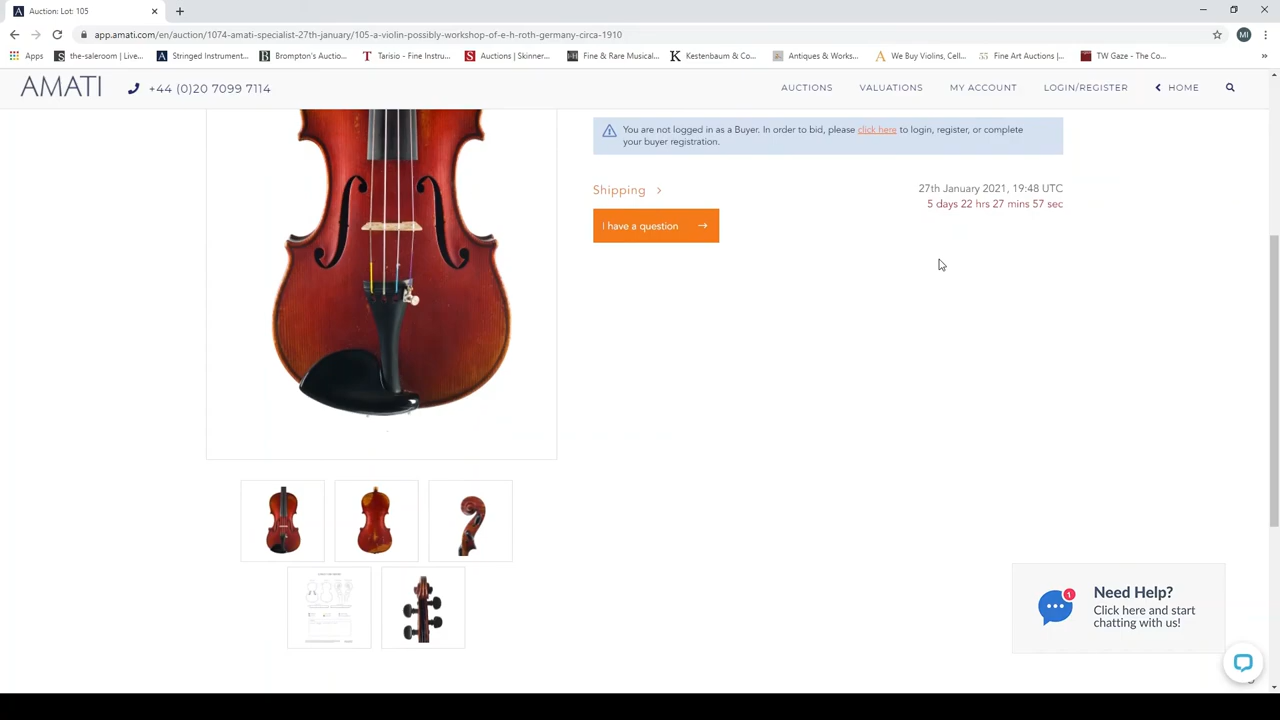 Auction: Lot: 105
app.amati.com/en/auction/1074-amati-specialist-27th-january/105-a-violin-possibly-workshop-of-e-h-roth-germany-circa-1910
MI
Apps
the-saleroom | Live...
Stringed Instrument...
Brompton's Auctio...
Tarisio - Fine Instru...
Auctions | Skinner...
Fine & Rare Musical...
Kestenbaum & Co...
Antiques & Works...
We Buy Violins, Cell...
Fine Art Auctions |...
TW Gaze - The Co...
AMATI
+44 (0)20 7099 7114
AUCTIONS
VALUATIONS
MY ACCOUNT
LOGIN/REGISTER
HOME
You are not logged in as a Buyer. In order to bid, please click here to login, register, or complete
your buyer registration.
Shipping
27th January 2021, 19:48 UTC
5 days 22 hrs 27 mins 57 sec
I have a question
1
Need Help?
Click here and start
chatting with us!